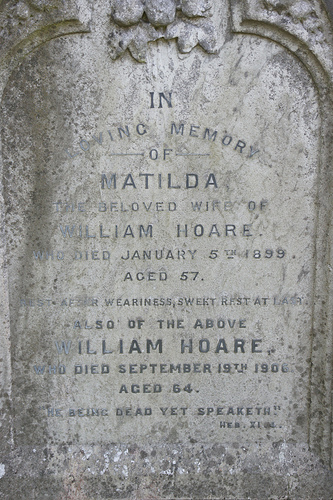 IN
LOVING MEMORY
OF
MATILDA
THE BELOVED WIFE OF
WILLIAM HOARE.
WHO DIED JANUARY 5TH 1899.
AGED 57.
REST AFTER WEARINESS, SWEET REST AT LAST.
ALSO OF THE ABOVE
WILLIAM HOARE,
WHO DIED SEPTEMBER 19TH
AGED 64.
"HE BEING DEAD YET SPEAKETH"
HEB. XI.4.